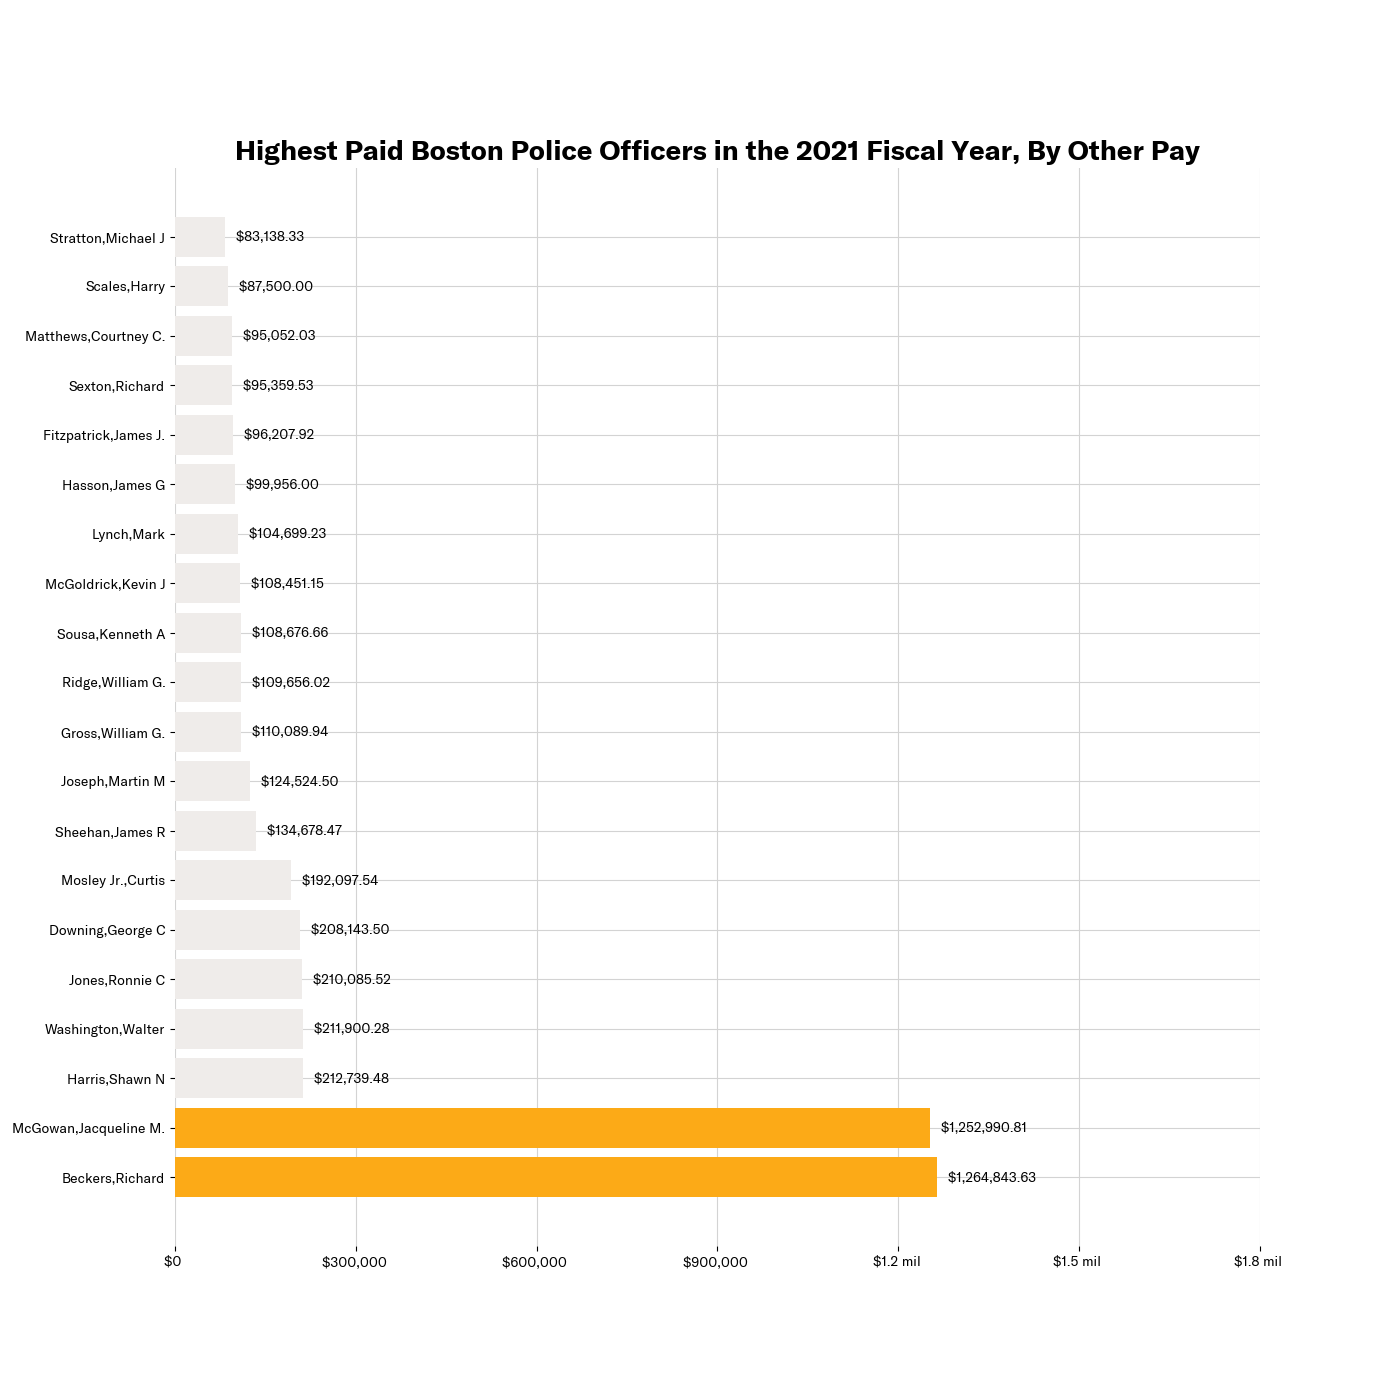 Highest Paid Boston Police Officers in the 2021 Fiscal Year, By Other Pay
Stratton,Michael J $83,138.33
Scales,Harry $87,500.00
Matthews,Courtney C. $95,052.03
Sexton,Richard $95,359.53
Fitzpatrick,James J. $96,207.92
Hasson,James G $99,956.00
Lynch,Mark $104,699.23
McGoldrick,Kevin J $108,451.15
Sousa,Kenneth A $108,676.66
Ridge,William G. $109,656.02
Gross,William G. $110,089.94
Joseph,Martin M $124,524.50
Sheehan,James R $134,678.47
Mosley Jr.,Curtis $192,097.54
Downing,George C $208,143.50
Jones,Ronnie C $210,085.52
Washington,Walter $211,900.28
Harris,Shawn N $212,739.48
McGowan,Jacqueline M. $1,252,990.81
Beckers,Richard $1,264,843.63
$0 $300,000 $600,000 $900,000 $1.2 mil $1.5 mil $1.8 mil